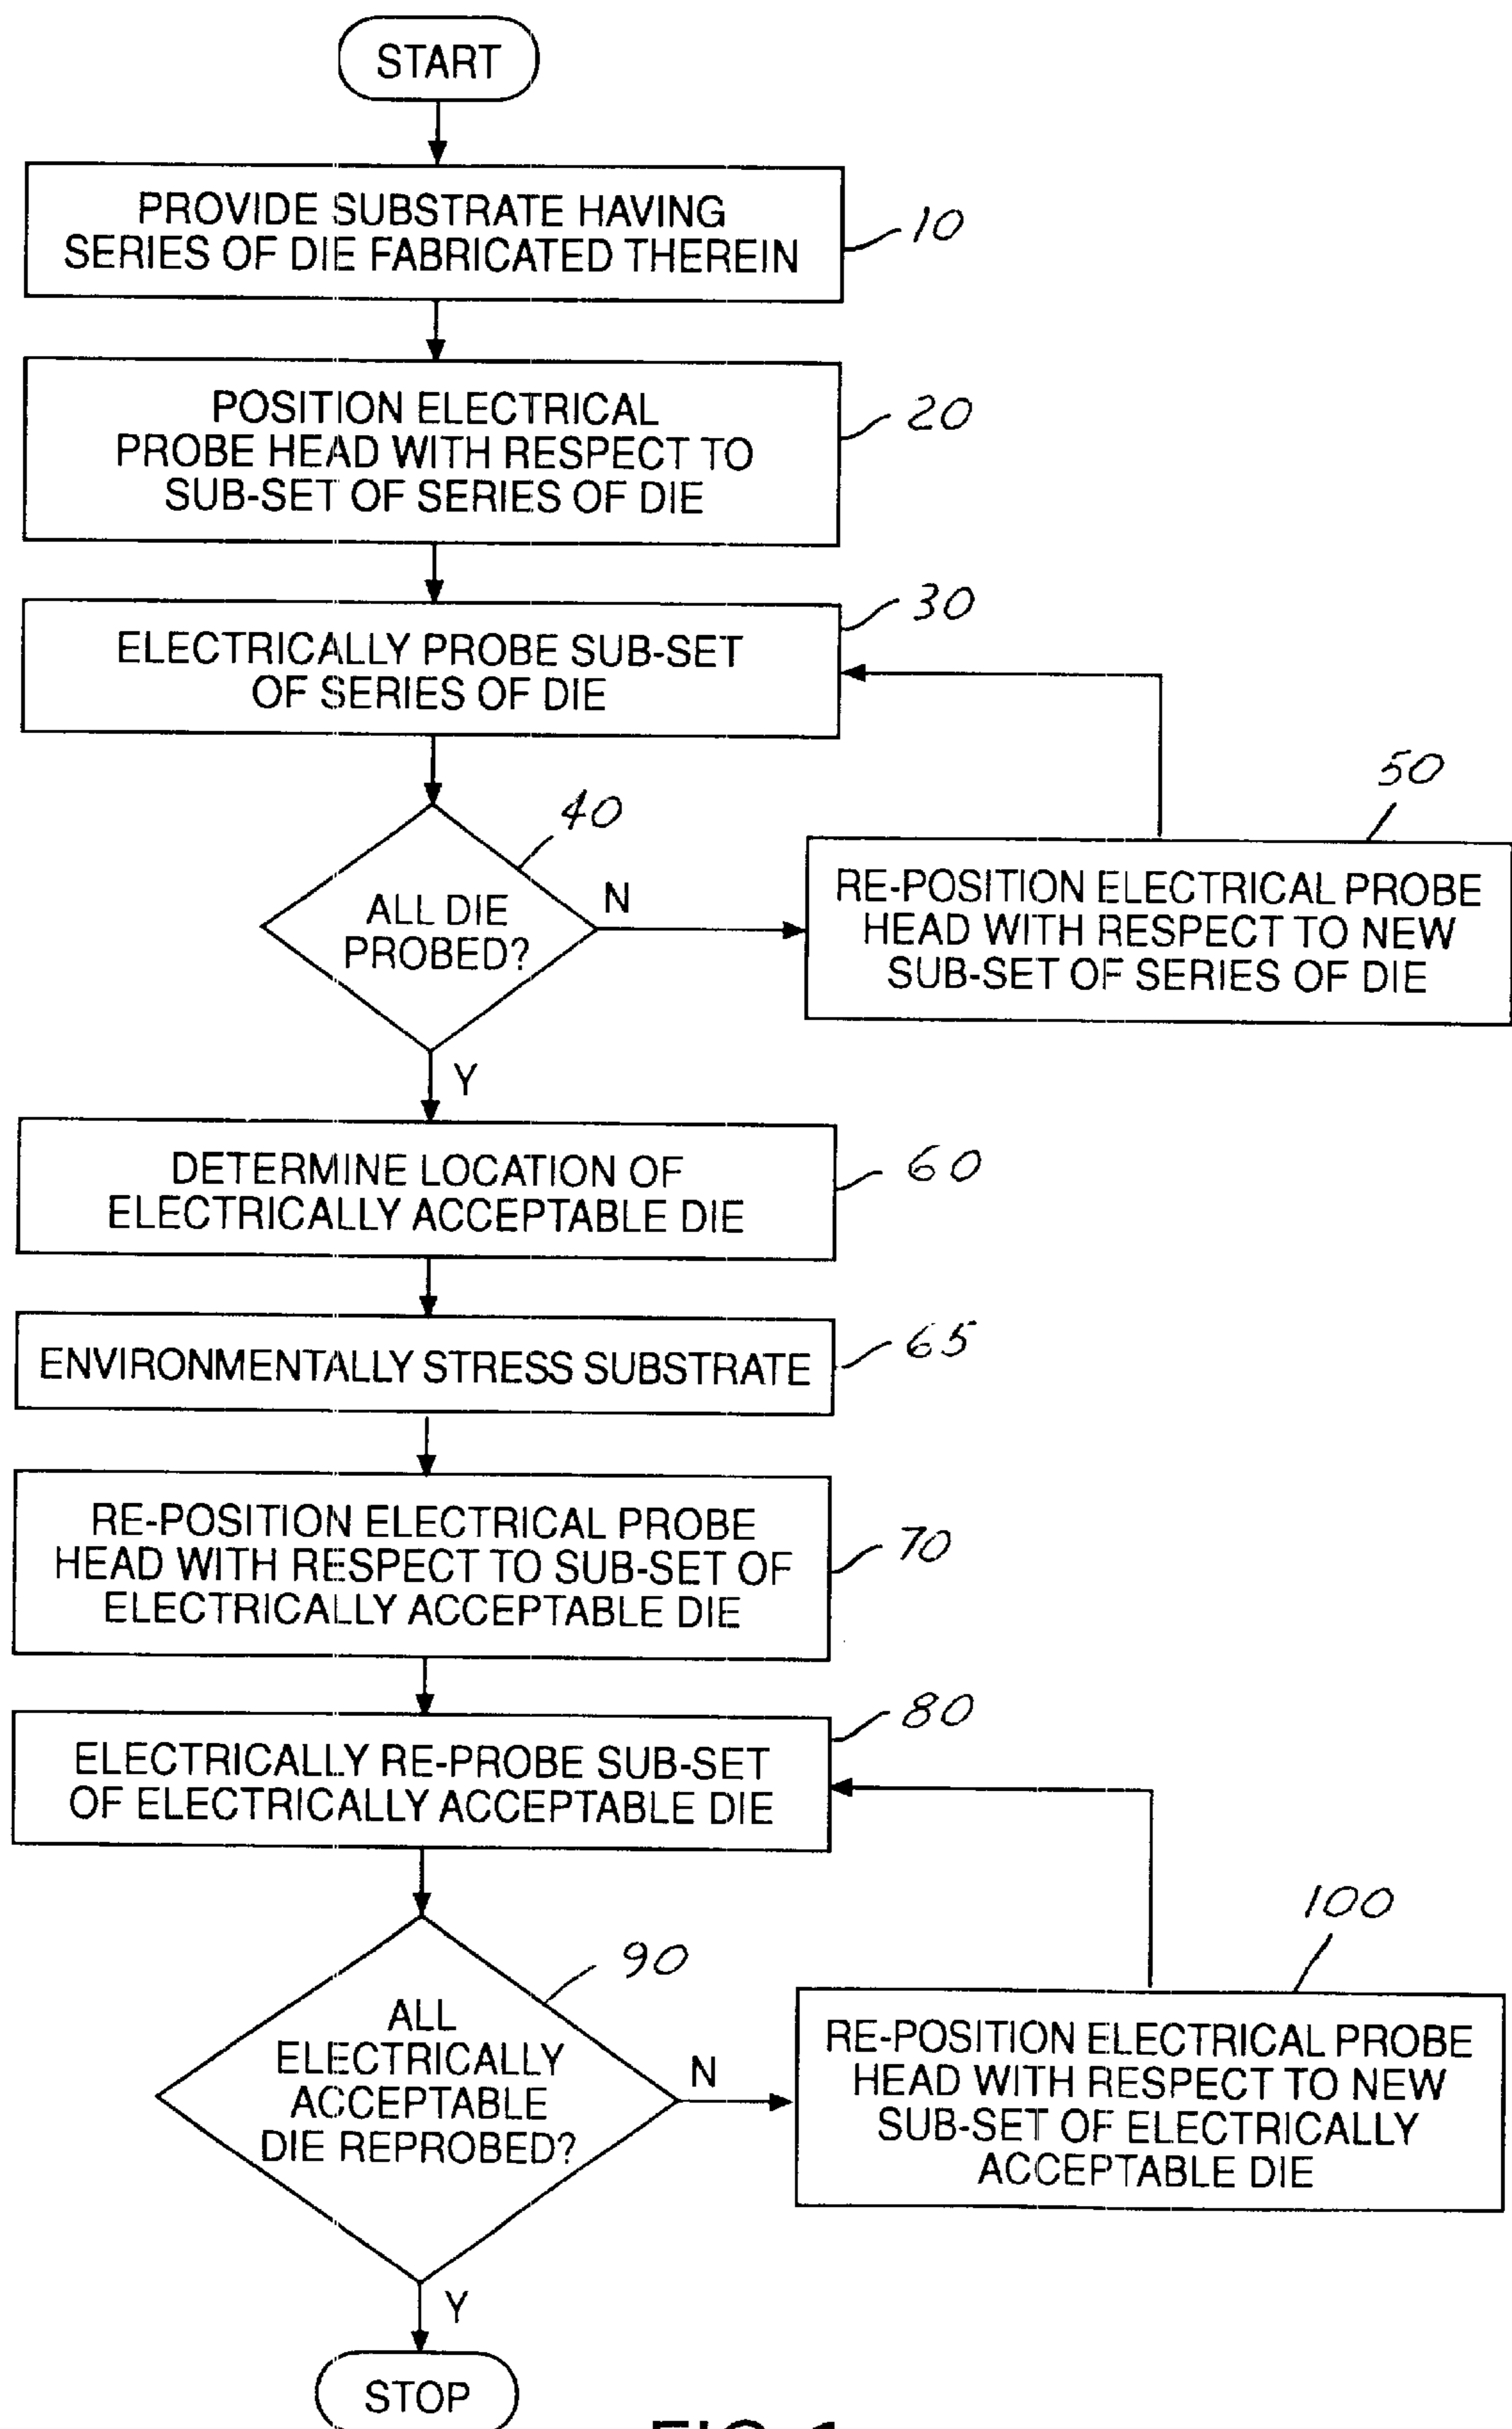 START
PROVIDE SUBSTRATE HAVING
SERIES OF DIE FABRICATED THEREIN
10
POSITION ELECTRICAL
PROBE HEAD WITH RESPECT TO
SUB-SET OF SERIES OF DIE
20
ELECTRICALLY PROBE SUB-SET
OF SERIES OF DIE
30
40
ALL DIE
PROBED?
N
50
RE-POSITION ELECTRICAL PROBE
HEAD WITH RESPECT TO NEW
SUB-SET OF SERIES OF DIE
Y
DETERMINE LOCATION OF
ELECTRICALLY ACCEPTABLE DIE
60
ENVIRONMENTALLY STRESS SUBSTRATE
65
RE-POSITION ELECTRICAL PROBE
HEAD WITH RESPECT TO SUB-SET OF
ELECTRICALLY ACCEPTABLE DIE
70
ELECTRICALLY RE-PROBE SUB-SET
OF ELECTRICALLY ACCEPTABLE DIE
80
90
ALL
ELECTRICALLY
ACCEPTABLE
DIE REPROBED?
N
100
RE-POSITION ELECTRICAL PROBE
HEAD WITH RESPECT TO NEW
SUB-SET OF ELECTRICALLY
ACCEPTABLE DIE
Y
STOP